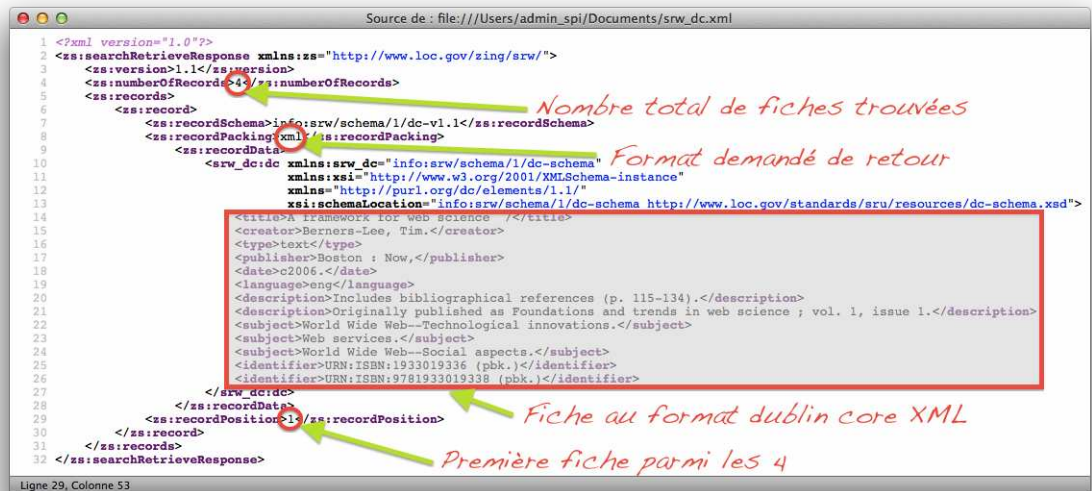 Source de : file:///Users/admin_spi/Documents/srw_dc.xml
1 <?xml version="1.0"?>
2 <zs:searchRetrieveResponse xmlns:zs="http://www.loc.gov/zing/srw/">
3 <zs:version>1.1</zs:version>
4 <zs:numberOfRecords>4</zs:numberOfRecords>
5 <zs:records>
Nombre total de fiches trouvées
6 <zs:record>
7 <zs:recordSchema>info:srw/schema/1/dc-v1.1</zs:recordSchema>
8 <zs:recordPacking>xml</zs:recordPacking>
9 <zs:recordData>
Format demandé de retour
10 <srw_dc:dc xmlns:srw_dc="info:srw/schema/1/dc-schema"
11 xmlns:xsi="http://www.w3.org/2001/XMLSchema-instance"
12 xmlns="http://purl.org/dc/elements/1.1/"
13 xsi:schemaLocation="info:srw/schema/1/dc-schema http://www.loc.gov/standards/sru/resources/dc-schema.xsd">
14 <title>A framework for web science /</title>
15 <creator>Berners-Lee, Tim.</creator>
16 <type>text</type>
17 <publisher>Boston : Now,</publisher>
18 <date>c2006.</date>
19 <language>eng</language>
20 <description>Includes bibliographical references (p. 115-134).</description>
21 <description>Originally published as Foundations and trends in web science ; vol. 1, issue 1.</description>
22 <subject>World Wide Web--Technological innovations.</subject>
23 <subject>Web services.</subject>
24 <subject>World Wide Web--Social aspects.</subject>
25 <identifier>URN:ISBN:1933019336 (pbk.)</identifier>
26 <identifier>URN:ISBN:9781933019338 (pbk.)</identifier>
27 </srw_dc:dc>
28 </zs:recordData>
Fiche au format dublin core XML
29 <zs:recordPosition>1</zs:recordPosition>
30 </zs:record>
31 </zs:records>
Première fiche parmi les 4
32 </zs:searchRetrieveResponse>
Ligne 29, Colonne 53